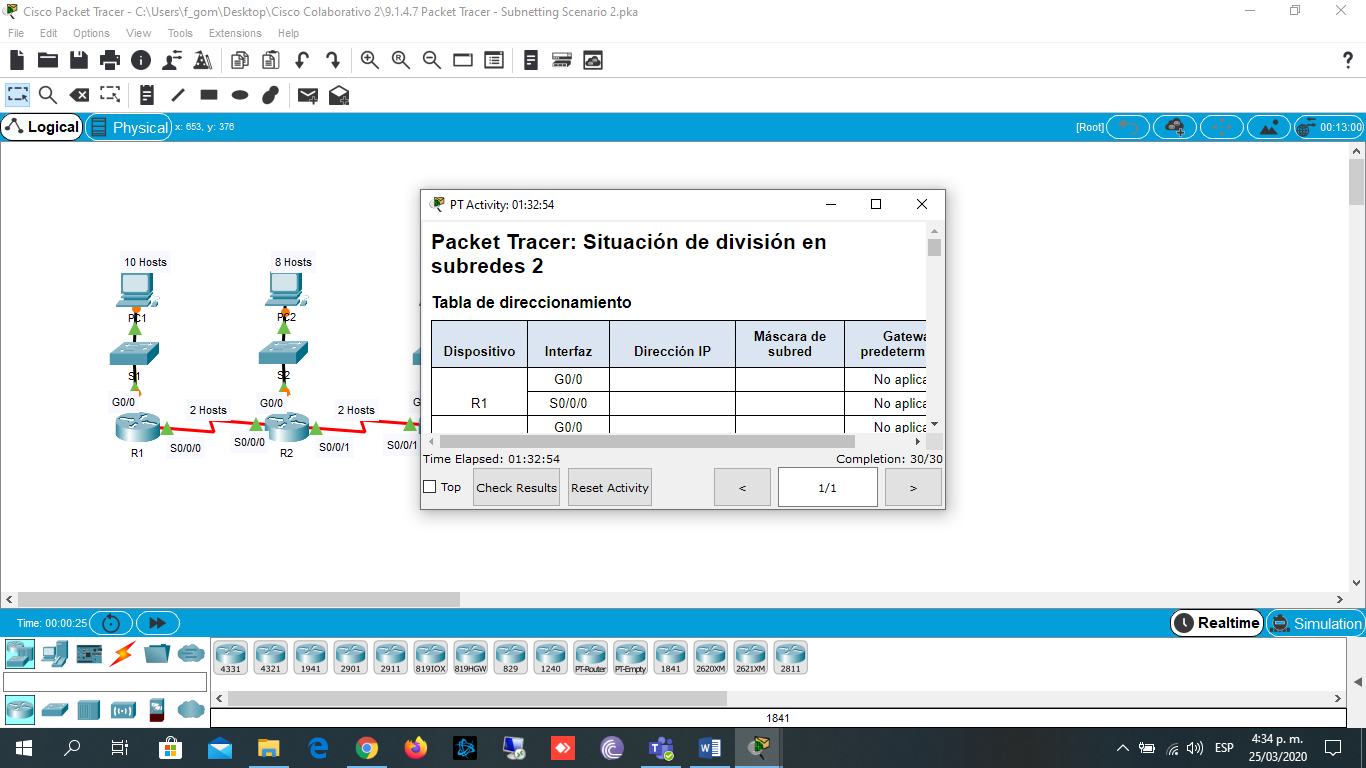 Cisco Packet Tracer - C:\Users\f_gom\Desktop\Cisco Colaborativo 2\9.1.4.7 Packet Tracer - Subnetting Scenario 2.pka
File Edit Options View Tools Extensions Help
Logical Physical x: 653, y: 376 [Root] 00:13:00
PT Activity: 01:32:54
Packet Tracer: Situación de división en
subredes 2
Tabla de direccionamiento
Dispositivo Interfaz Dirección IP Máscara de subred Gatewa predeterm
R1 G0/0 No aplica
S0/0/0 No aplica
G0/0 No aplica
Time Elapsed: 01:32:54 Completion: 30/30
Top Check Results Reset Activity < 1/1 >
10 Hosts 8 Hosts
PC1 PC2
S1 S2
G0/0 G0/0 G
2 Hosts 2 Hosts
S0/0/0 S0/0/0 S0/0/1 S0/0/1
R1 R2
Time: 00:00:25 Realtime Simulation
4331 4321 1941 2901 2911 819IOX 819HGW 829 1240 PT-Router PT-Empty 1841 2620XM 2621XM 2811
1841
ESP
4:34 p. m.
25/03/2020